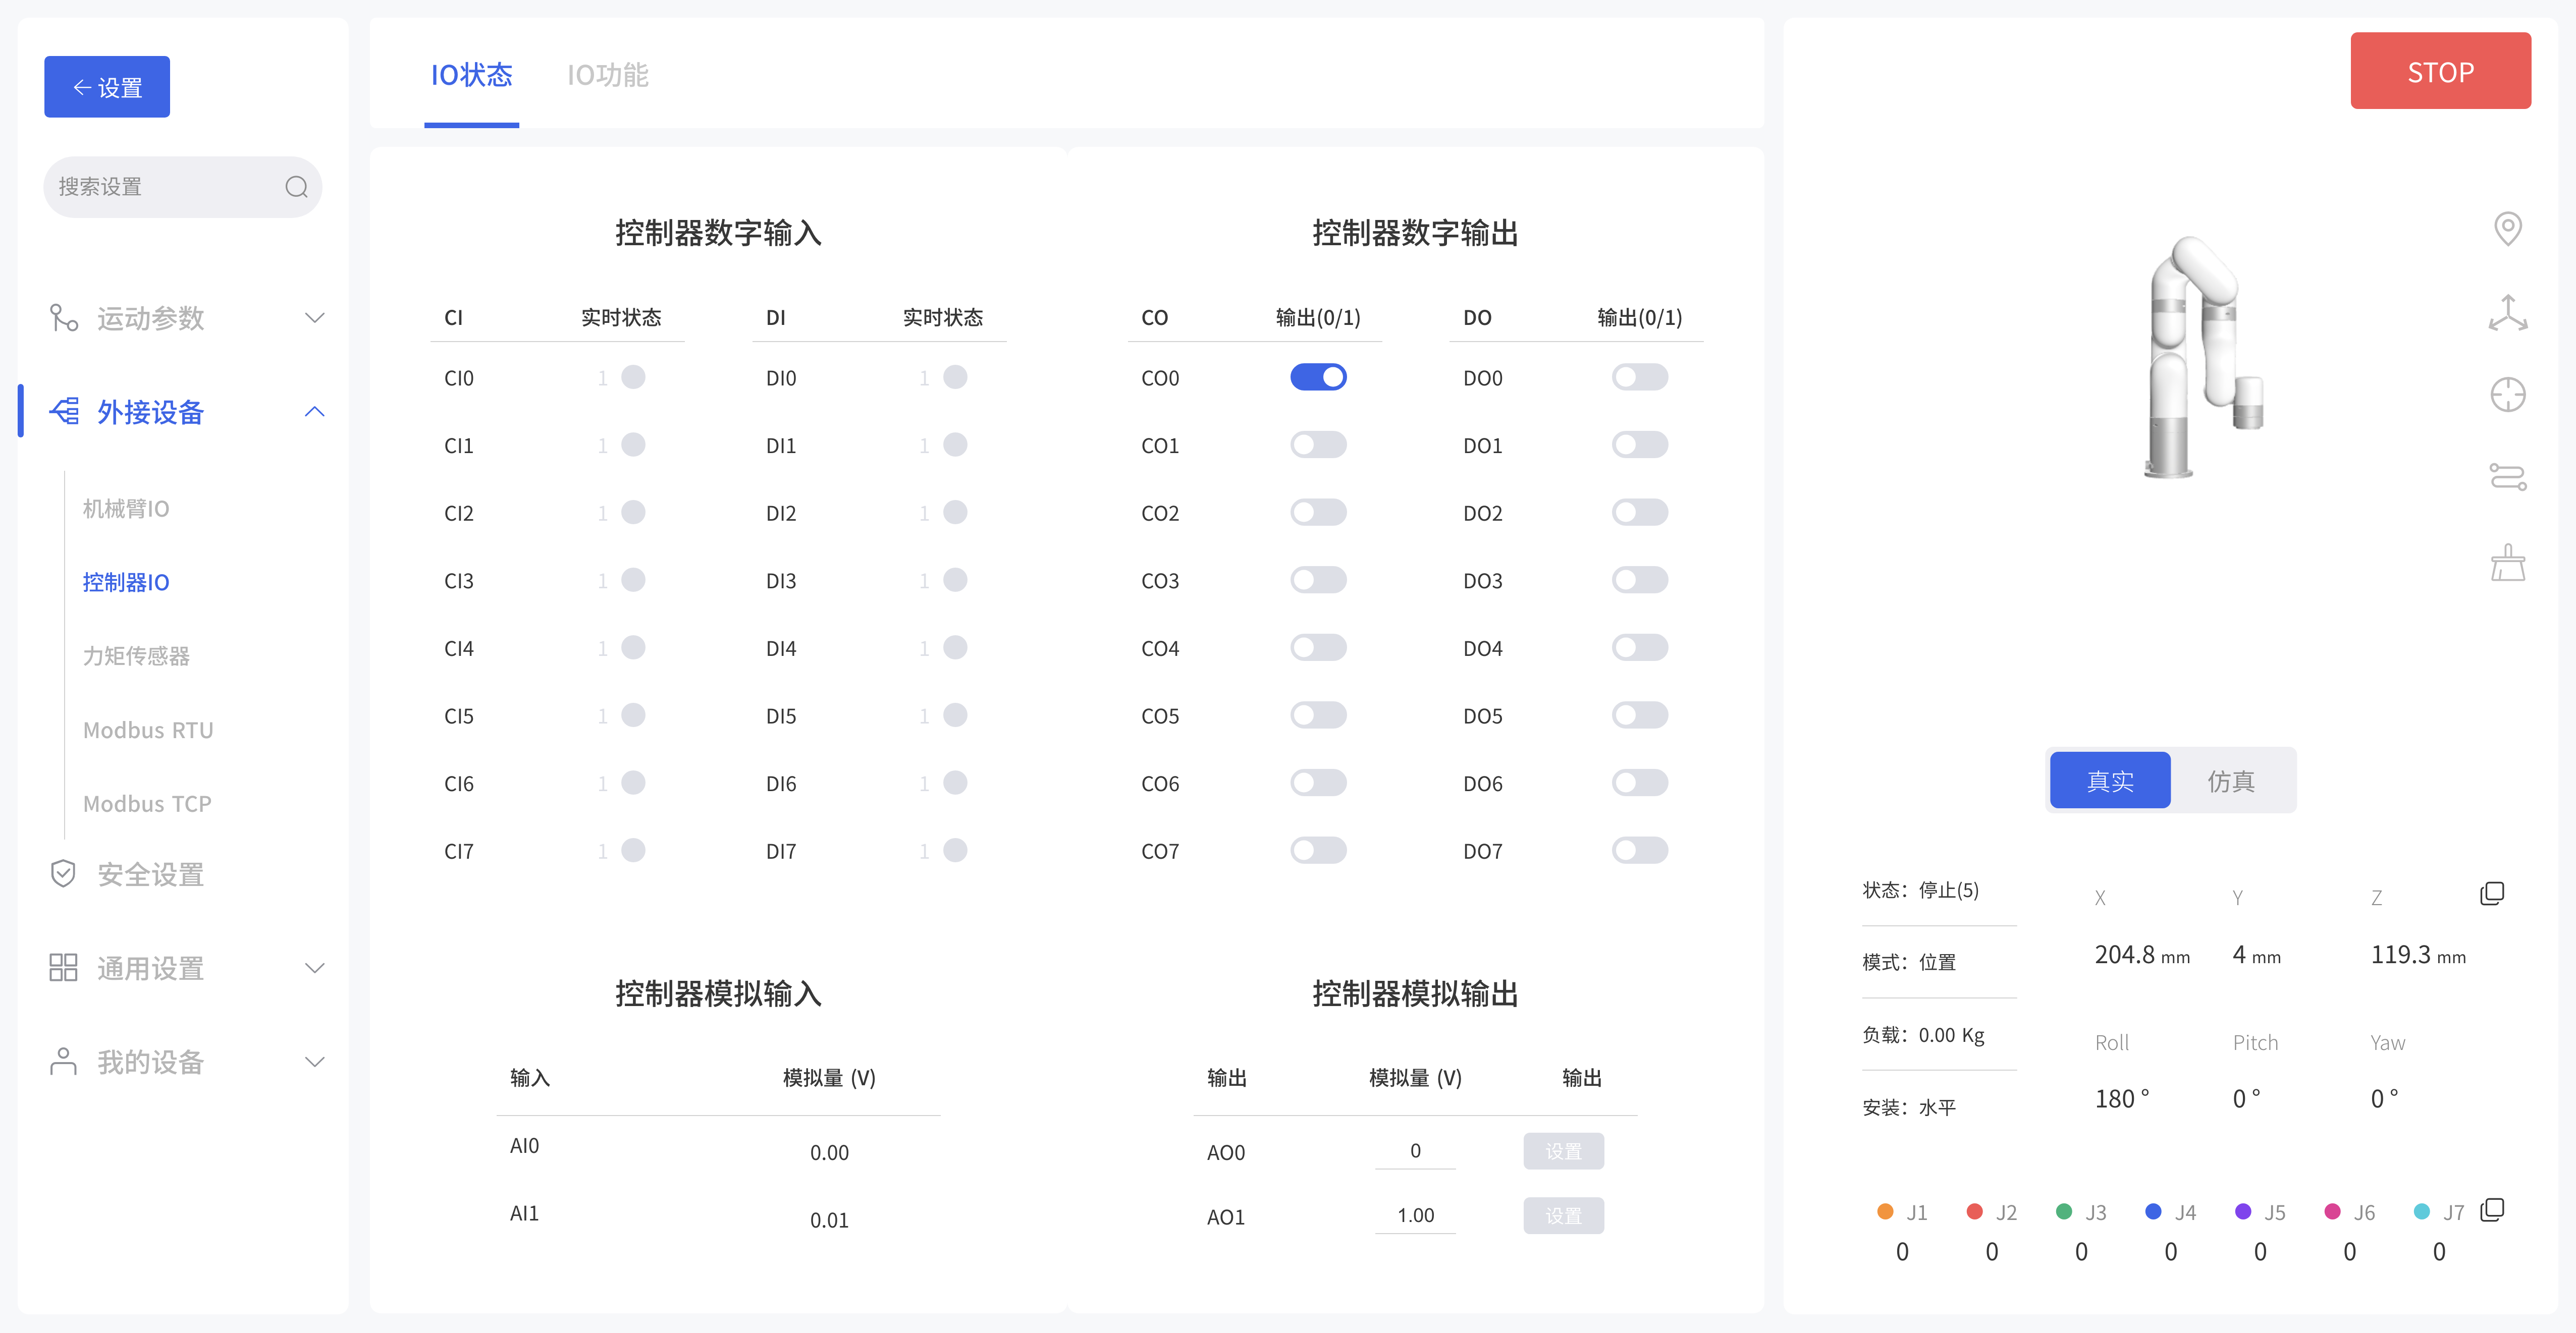 ← 设置
搜索设置
运动参数
外接设备
机械臂IO
控制器IO
力矩传感器
Modbus RTU
Modbus TCP
安全设置
通用设置
我的设备
IO状态 IO功能
控制器数字输入
CI 实时状态 DI 实时状态
CI0 1 DI0 1
CI1 1 DI1 1
CI2 1 DI2 1
CI3 1 DI3 1
CI4 1 DI4 1
CI5 1 DI5 1
CI6 1 DI6 1
CI7 1 DI7 1
控制器数字输出
CO 输出(0/1) DO 输出(0/1)
CO0 DO0
CO1 DO1
CO2 DO2
CO3 DO3
CO4 DO4
CO5 DO5
CO6 DO6
CO7 DO7
控制器模拟输入
输入 模拟量 (V)
AI0 0.00
AI1 0.01
控制器模拟输出
输出 模拟量 (V) 输出
AO0 0 设置
AO1 1.00 设置
STOP
真实 仿真
状态：停止(5)
模式：位置
负载：0.00 Kg
安装：水平
X Y Z
204.8 mm 4 mm 119.3 mm
Roll Pitch Yaw
180 ° 0 ° 0 °
J1 J2 J3 J4 J5 J6 J7
0 0 0 0 0 0 0